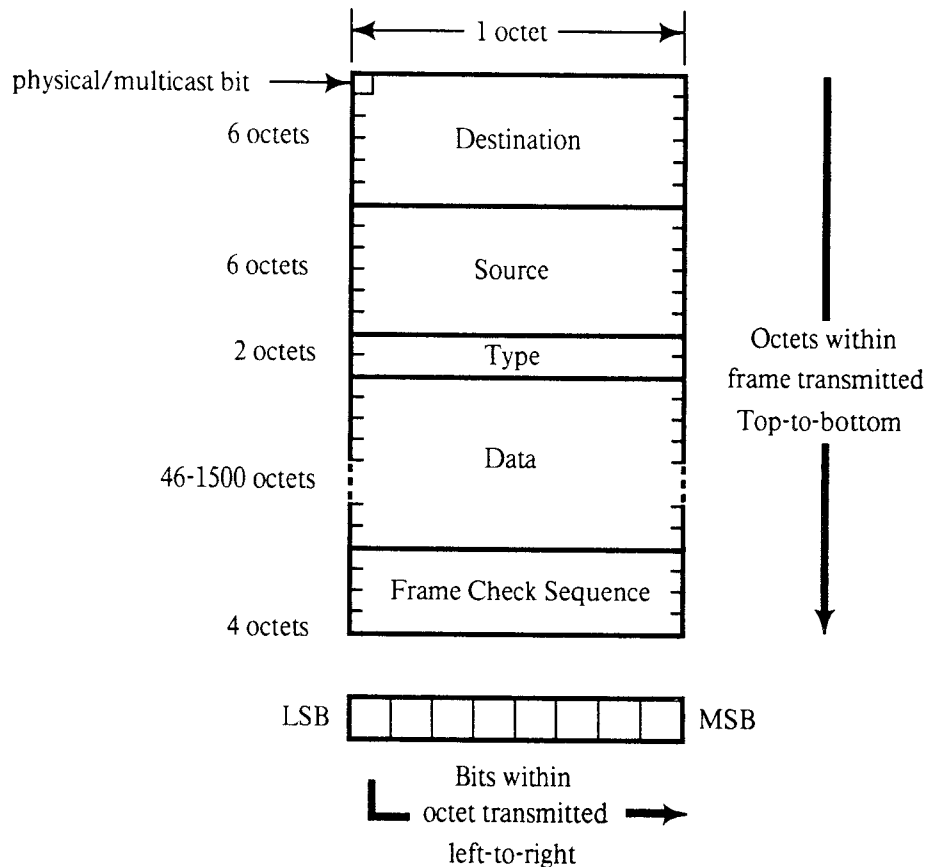 1 octet
physical/multicast bit
6 octets
Destination
6 octets
Source
2 octets
Type
Octets within
frame transmitted
Top-to-bottom
46-1500 octets
Data
Frame Check Sequence
4 octets
LSB
MSB
Bits within
octet transmitted
left-to-right